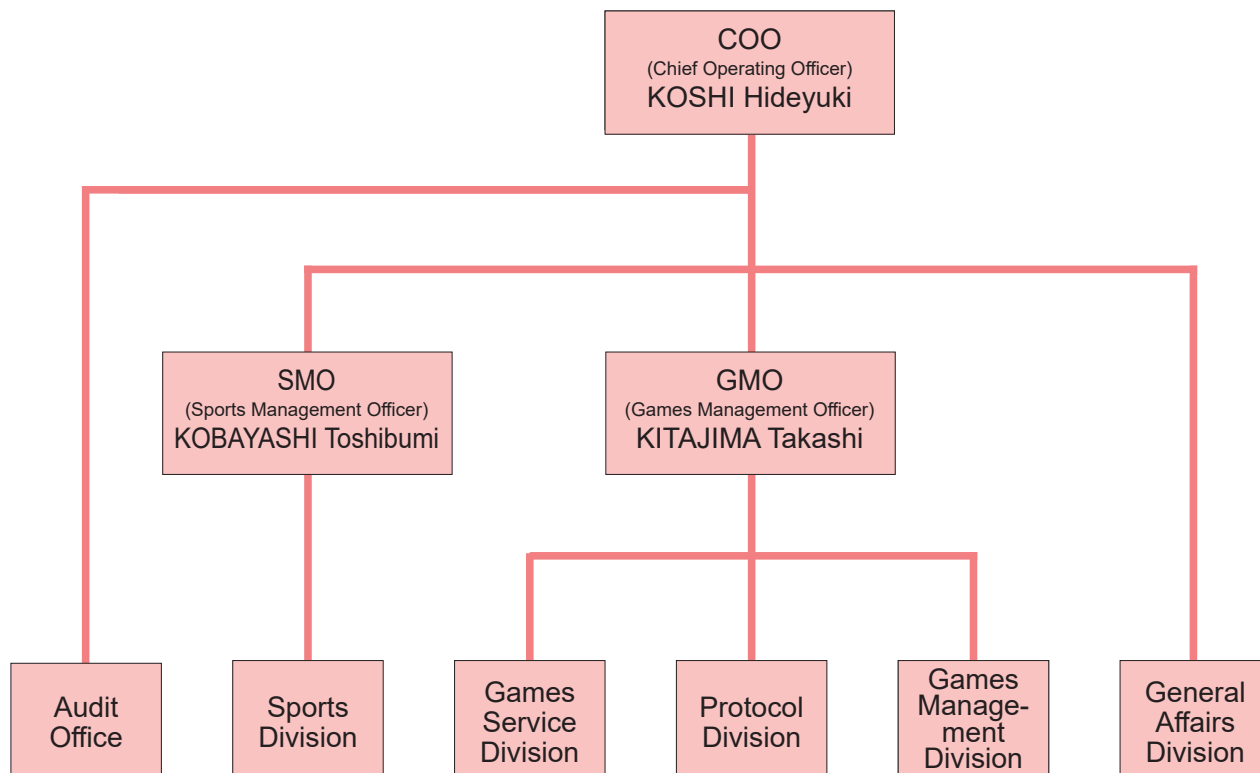 COO
(Chief Operating Officer)
KOSHI Hideyuki
SMO
(Sports Management Officer)
KOBAYASHI Toshibumi
GMO
(Games Management Officer)
KITAJIMA Takashi
Audit
Office
Sports
Division
Games
Service
Division
Protocol
Division
Games
Manage-
ment
Division
General
Affairs
Division